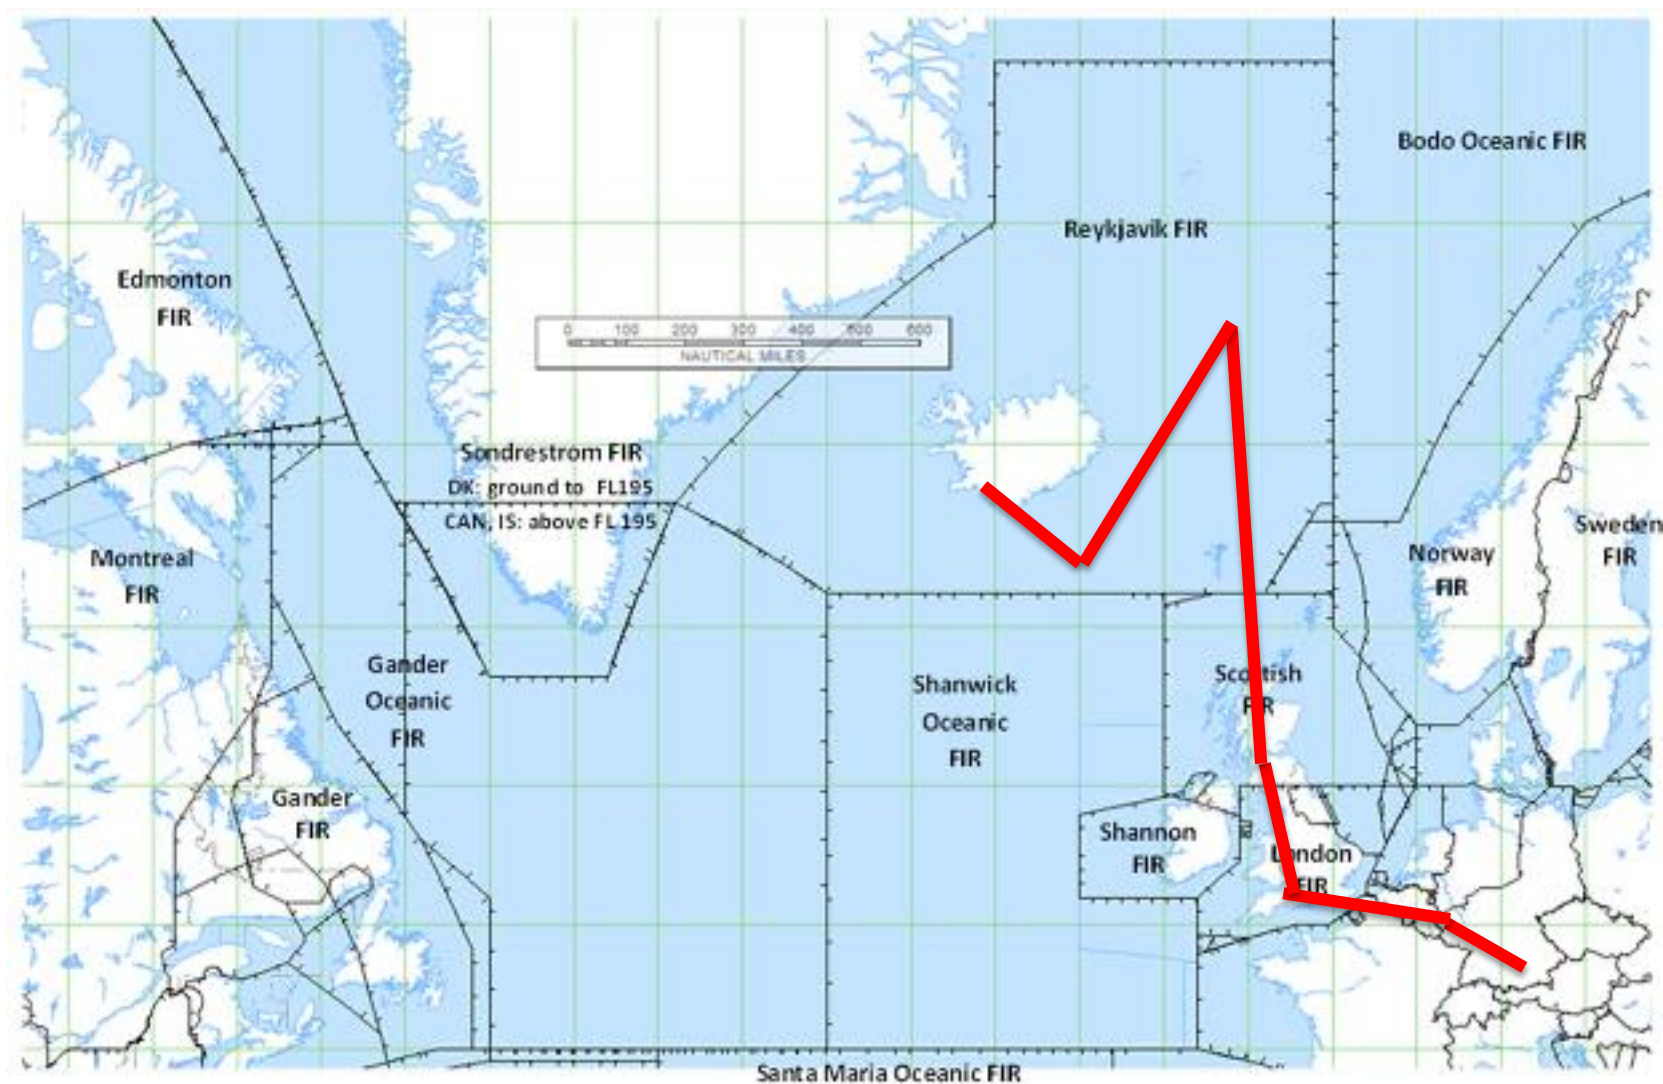 Bodo Oceanic FIR
Reykjavik FIR
Edmonton
FIR
0 100 200 300 400 500 600
NAUTICAL MILES
Sondrestrom FIR
DK: ground to FL195
CAN, IS: above FL 195
Montreal
FIR
Norway
FIR
Sweden
FIR
Gander
Oceanic
FIR
Shanwick
Oceanic
FIR
Scottish
FIR
Gander
FIR
Shannon
FIR
London
FIR
Santa Maria Oceanic FIR